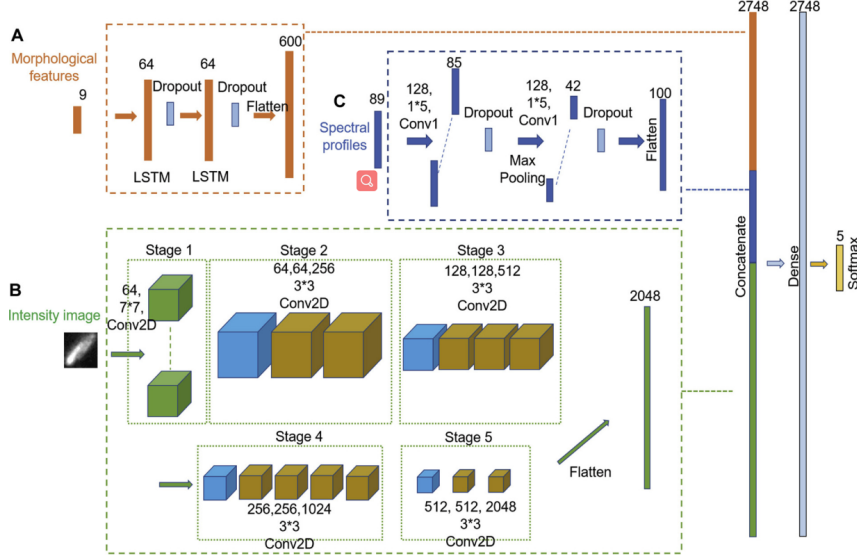 A
Morphological
features
9
64
LSTM
Dropout
64
LSTM
Dropout
Flatten
600
C
Spectral
profiles
89
128,
1*5,
Conv1
85
Dropout
128,
1*5,
Conv1
Max
Pooling
42
Dropout
Flatten
100
B
Intensity image
Stage 1
64,
7*7,
Conv2D
Stage 2
64,64,256
3*3
Conv2D
Stage 3
128,128,512
3*3
Conv2D
Stage 4
256,256,1024
3*3
Conv2D
Stage 5
512, 512, 2048
3*3
Conv2D
Flatten
2048
2748
Concatenate
2748
Dense
5
Softmax